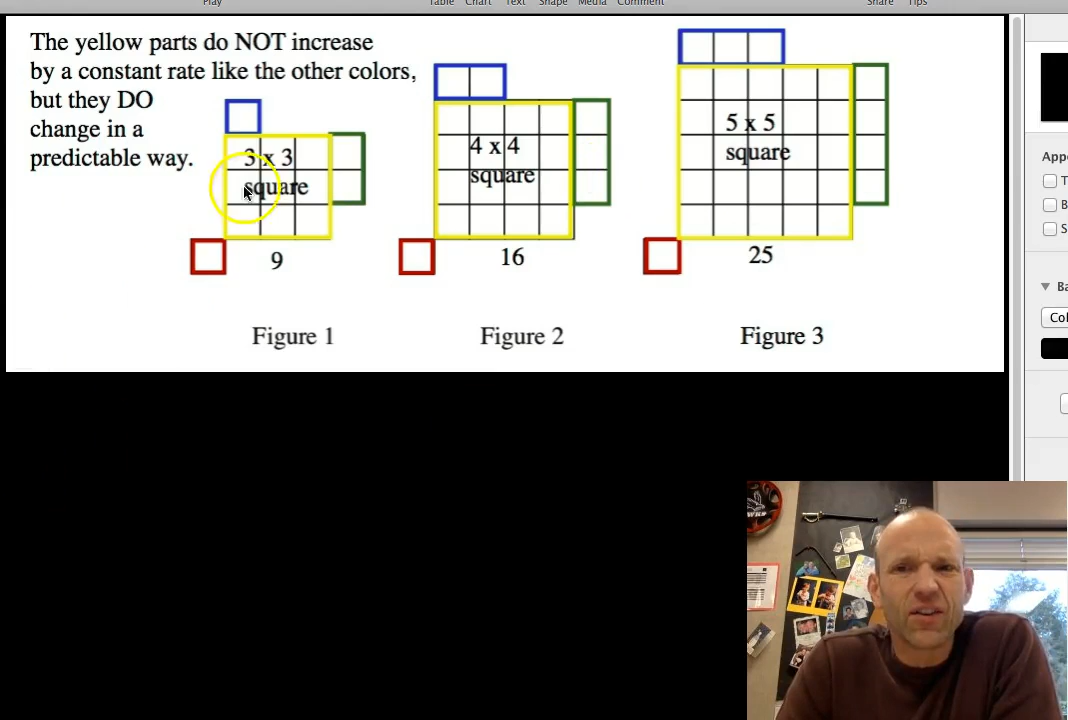 Play
Table Chart Text Shape Media Comment
Share Tips
The yellow parts do NOT increase
by a constant rate like the other colors,
but they DO
change in a
predictable way.
3 x 3
square
9
Figure 1
4 x 4
square
16
Figure 2
5 x 5
square
25
Figure 3